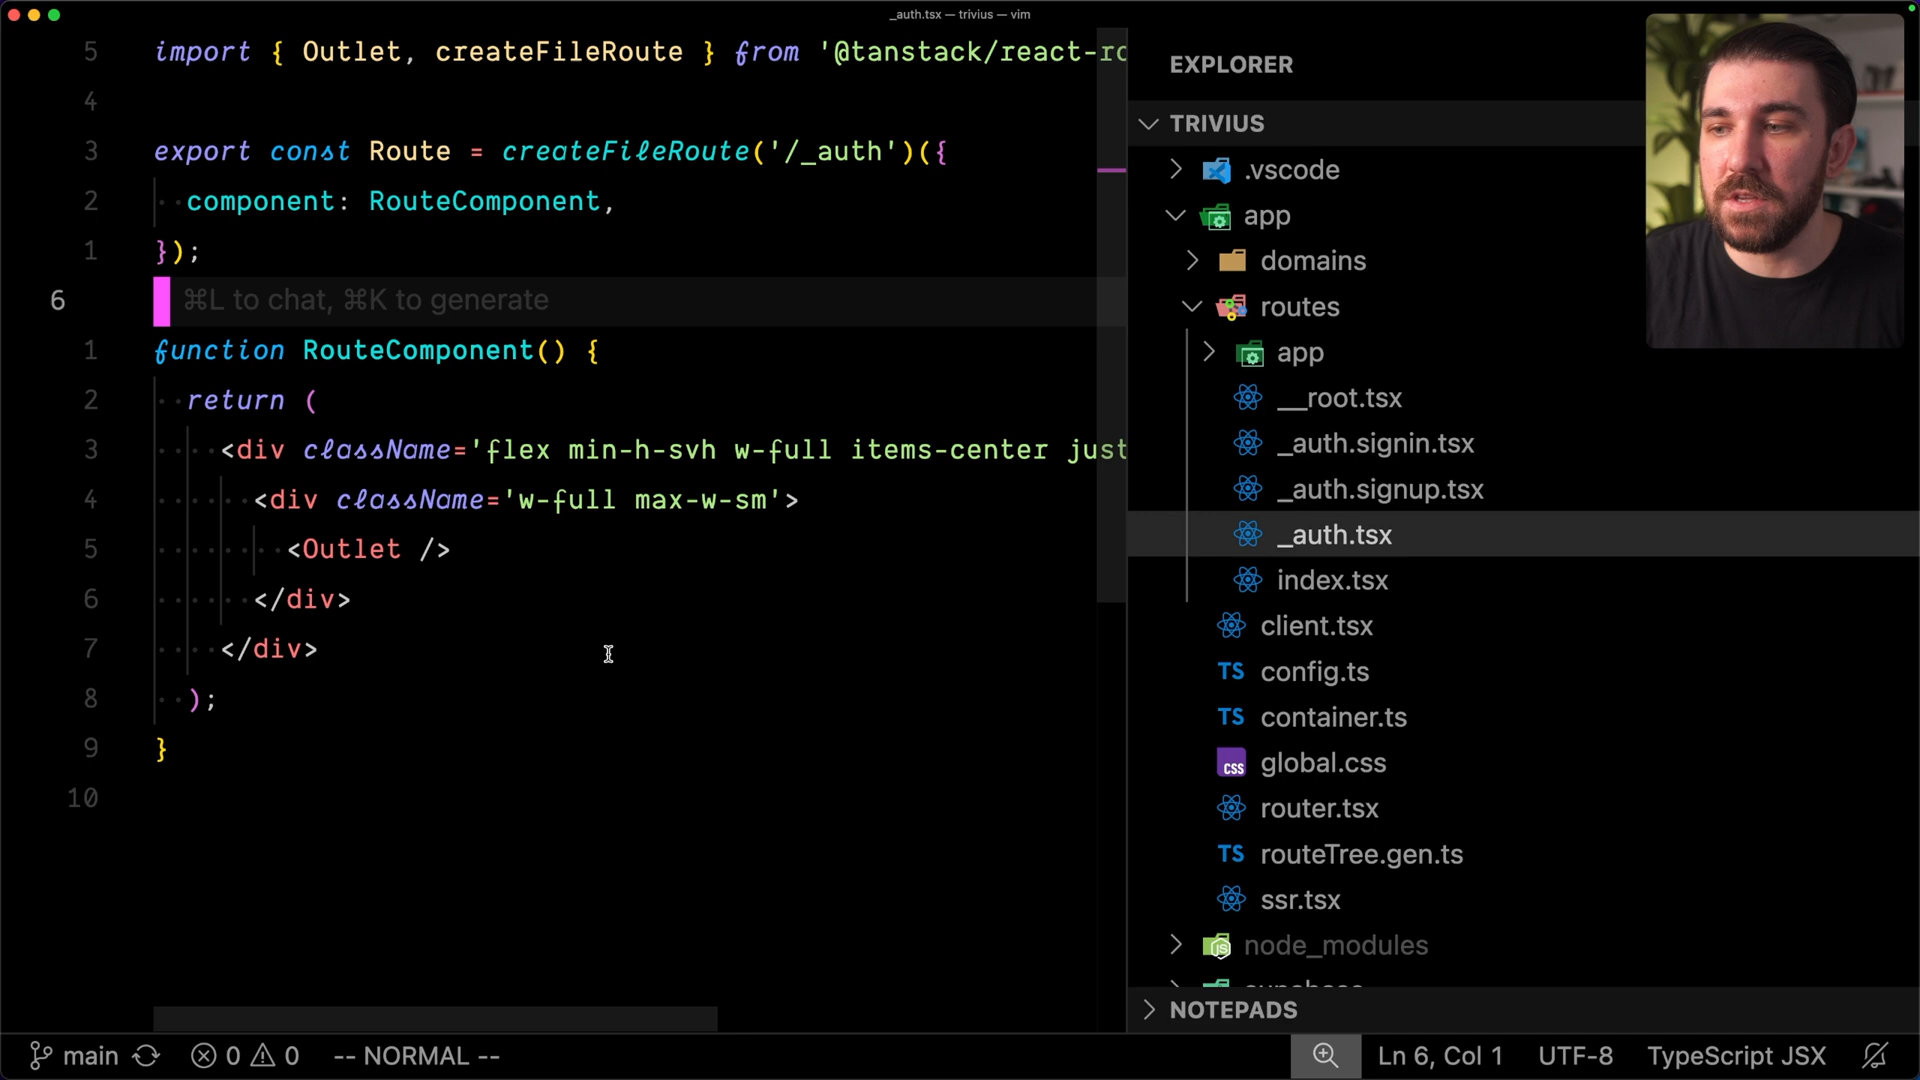 _auth.tsx — trivius — vim
5 import { Outlet, createFileRoute } from '@tanstack/react-ro
4
3 export const Route = createFileRoute('/_auth')({
2 component: RouteComponent,
1 });
6 ⌘L to chat, ⌘K to generate
1 function RouteComponent() {
2 return (
3 <div className='flex min-h-svh w-full items-center just
4 <div className='w-full max-w-sm'>
5 <Outlet />
6 </div>
7 </div>
8 );
9 }
10
EXPLORER
TRIVIUS
.vscode
app
domains
routes
app
__root.tsx
_auth.signin.tsx
_auth.signup.tsx
_auth.tsx
index.tsx
client.tsx
TS config.ts
TS container.ts
CSS global.css
router.tsx
TS routeTree.gen.ts
ssr.tsx
node_modules
NOTEPADS
main 0 0 -- NORMAL -- Ln 6, Col 1 UTF-8 TypeScript JSX